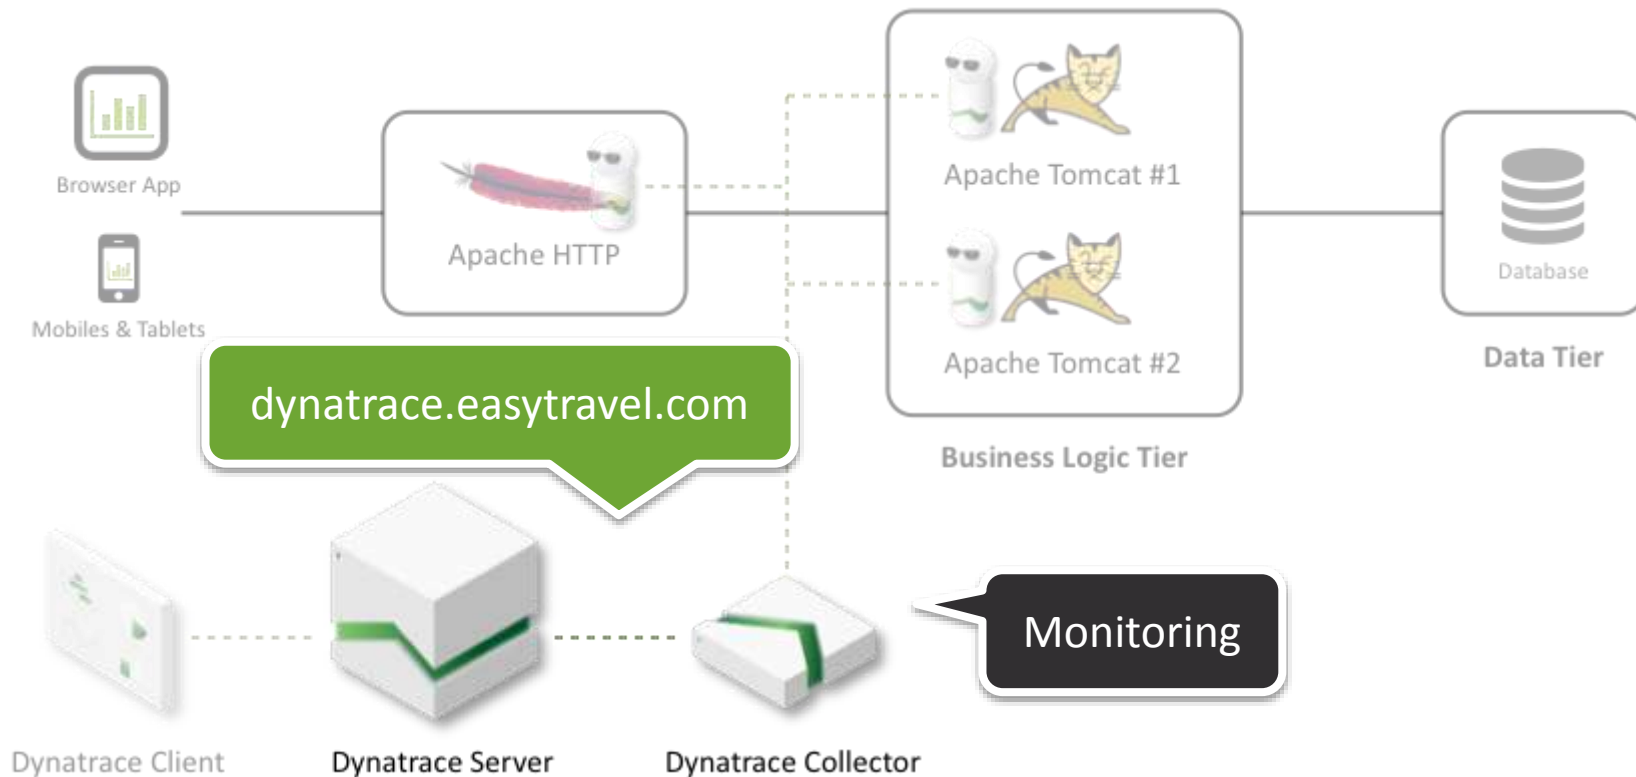 Browser App
Mobiles & Tablets
Apache HTTP
Apache Tomcat #1
Apache Tomcat #2
Business Logic Tier
Database
Data Tier
dynatrace.easytravel.com
Monitoring
Dynatrace Client
Dynatrace Server
Dynatrace Collector